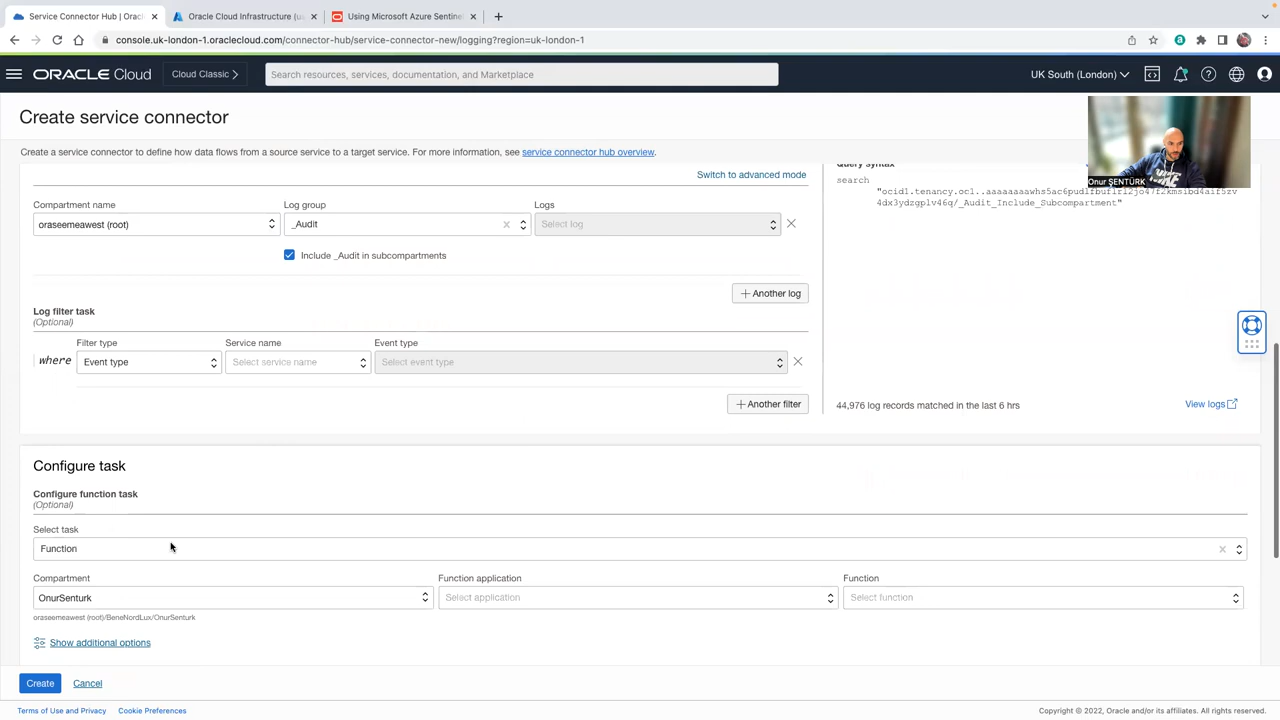 Service Connector Hub | Orac
Oracle Cloud Infrastructure (us
Using Microsoft Azure Sentine
console.uk-london-1.oraclecloud.com/connector-hub/service-connector-new/logging?region=uk-london-1
ORACLE Cloud
Cloud Classic
Search resources, services, documentation, and Marketplace
UK South (London)
Create service connector
Create a service connector to define how data flows from a source service to a target service. For more information, see service connector hub overview.
Onur ŞENTÜRK
Query syntax
Switch to advanced mode
search
_Audit_Include_Subcompartment"
Compartment name
Log group
Logs
oraseemeawest (root)
_Audit
Select log
Include _Audit in subcompartments
Another log
Log filter task
(Optional)
Filter type
Service name
Event type
where
Event type
Select service name
Select event type
Another filter
44,976 log records matched in the last 6 hrs
View logs
Configure task
Configure function task
(Optional)
Select task
Function
Compartment
Function application
Function
OnurSenturk
Select application
Select function
oraseemeawest (root)/BeneNordLux/OnurSenturk
Show additional options
Create
Cancel
Terms of Use and Privacy
Cookie Preferences
Copyright © 2022, Oracle and/or its affiliates. All rights reserved.